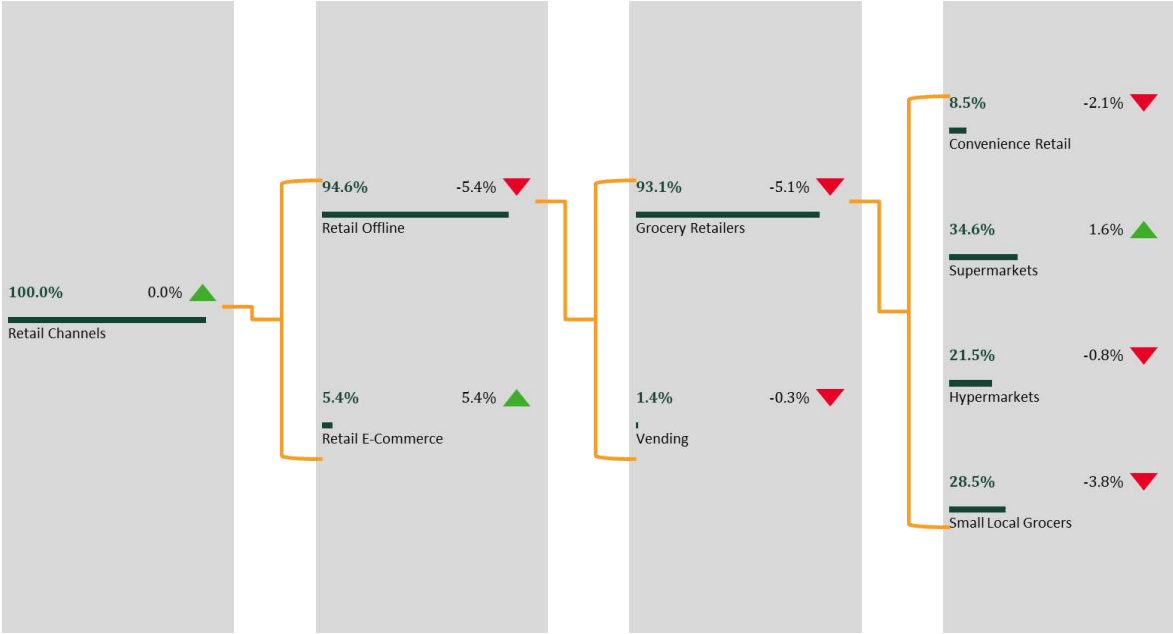 100.0% 0.0%
Retail Channels
94.6% -5.4%
Retail Offline
5.4% 5.4%
Retail E-Commerce
93.1% -5.1%
Grocery Retailers
1.4% -0.3%
Vending
8.5% -2.1%
Convenience Retail
34.6% 1.6%
Supermarkets
21.5% -0.8%
Hypermarkets
28.5% -3.8%
Small Local Grocers